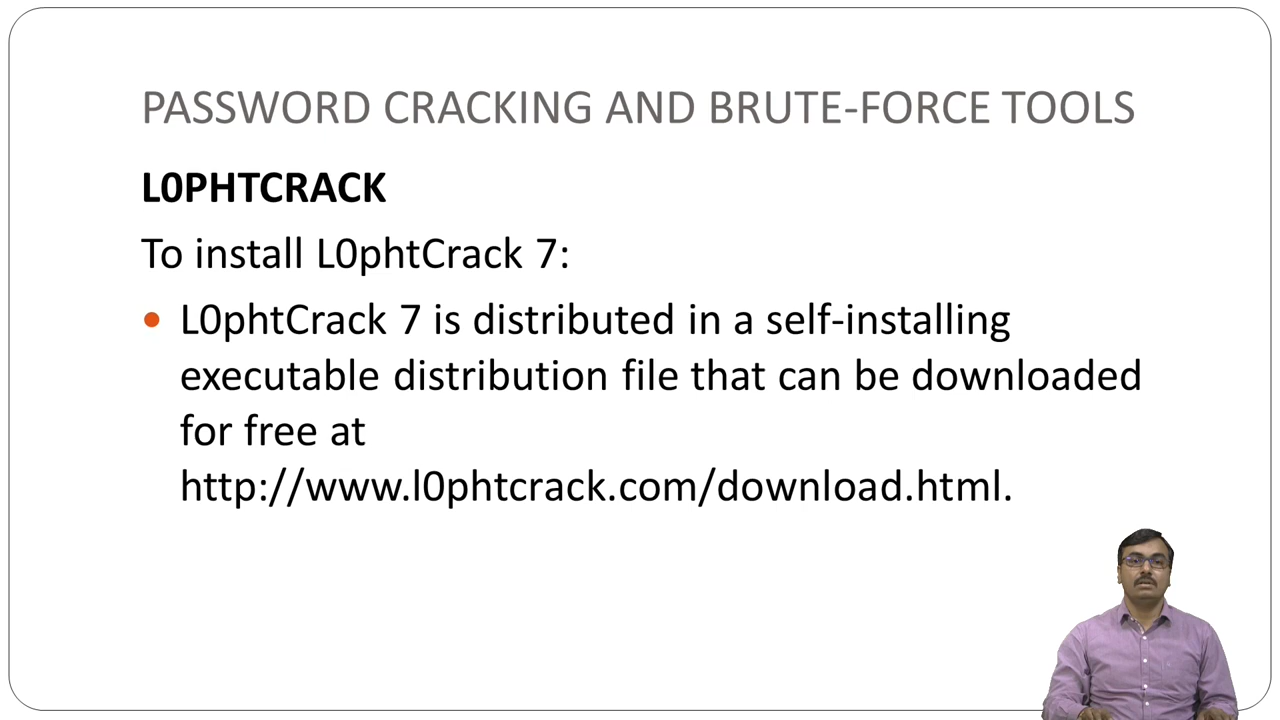 PASSWORD CRACKING AND BRUTE-FORCE TOOLS
L0PHTCRACK
To install L0phtCrack 7:
• L0phtCrack 7 is distributed in a self-installing
executable distribution file that can be downloaded
for free at
http://www.l0phtcrack.com/download.html.